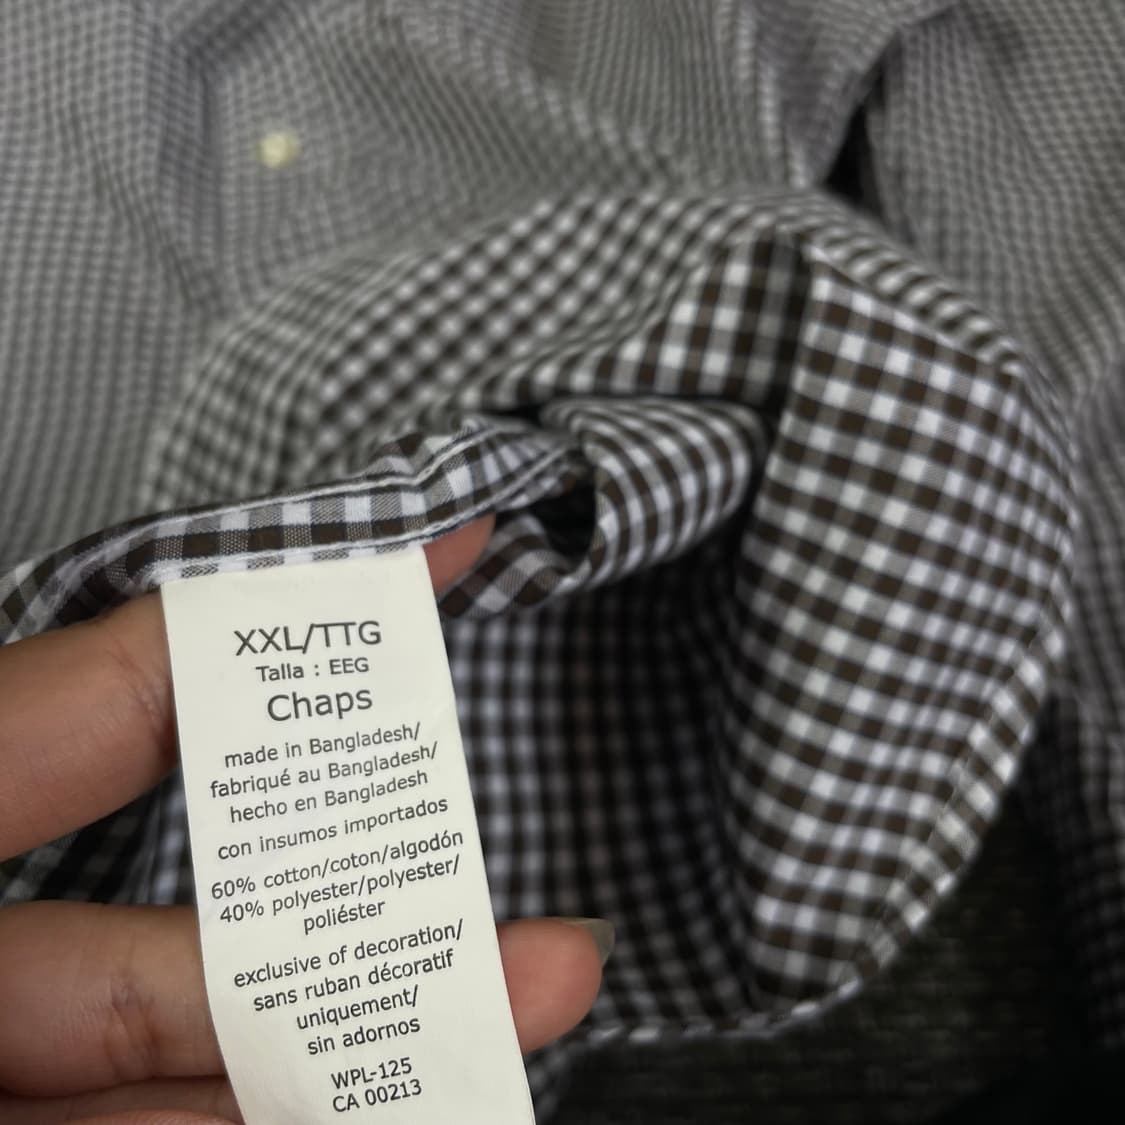 XXL/TTG
Talla : EEG
Chaps
made in Bangladesh/
fabriqué au Bangladesh/
hecho en Bangladesh
con insumos importados
60% cotton/coton/algodón
40% polyester/polyester/
poliéster
exclusive of decoration/
sans ruban décoratif
uniquement/
sin adornos
WPL-125
CA 00213